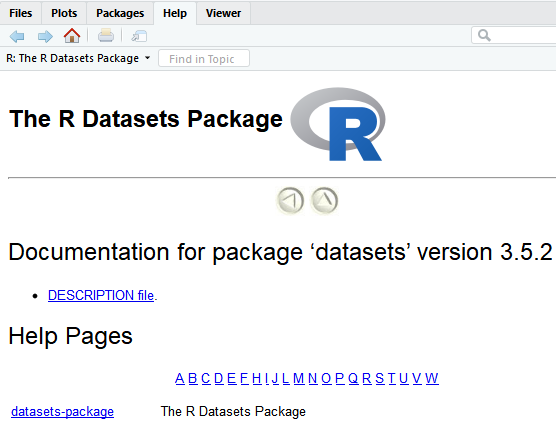 Files Plots Packages Help Viewer
R: The R Datasets Package Find in Topic
The R Datasets Package R
Documentation for package ‘datasets’ version 3.5.2
• DESCRIPTION file.
Help Pages
A B C D E F H I J L M N O P Q R S T U V W
datasets-package The R Datasets Package